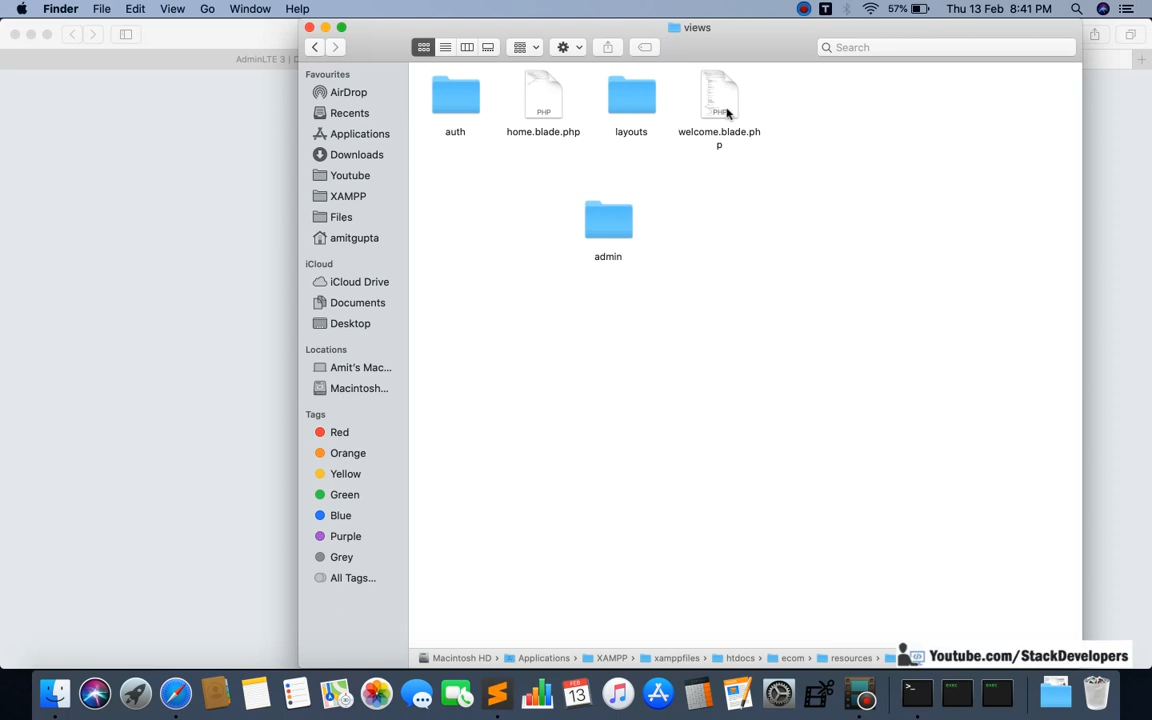 Finder File Edit View Go Window Help
T 57% Thu 13 Feb 8:41 PM
views
Search
AdminLTE 3 |
Favourites
AirDrop
Recents
Applications
Downloads
Youtube
XAMPP
Files
amitgupta
iCloud
iCloud Drive
Documents
Desktop
Locations
Amit's Mac...
Macintosh...
Tags
Red
Orange
Yellow
Green
Blue
Purple
Grey
All Tags...
PHP
PHP
auth
home.blade.php
layouts
welcome.blade.ph
p
admin
Macintosh HD › Applications › XAMPP › xamppfiles › htdocs › ecom › resources ›
Youtube.com/StackDevelopers
FEB
13